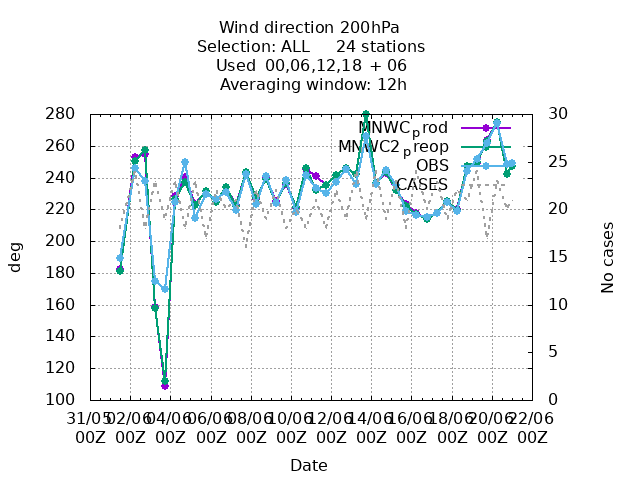 Wind direction 200hPa
Selection: ALL 24 stations
Used 00,06,12,18 + 06
Averaging window: 12h
280 30
MNWC_prod
MNWC2_preop
260
OBS 25
240 CASES
220 20
200 15
180
160 10
140
120 5
100 0
deg
No cases
31/05 02/06 04/06 06/06 08/06 10/06 12/06 14/06 16/06 18/06 20/06 22/06
00Z 00Z 00Z 00Z 00Z 00Z 00Z 00Z 00Z 00Z 00Z 00Z
Date